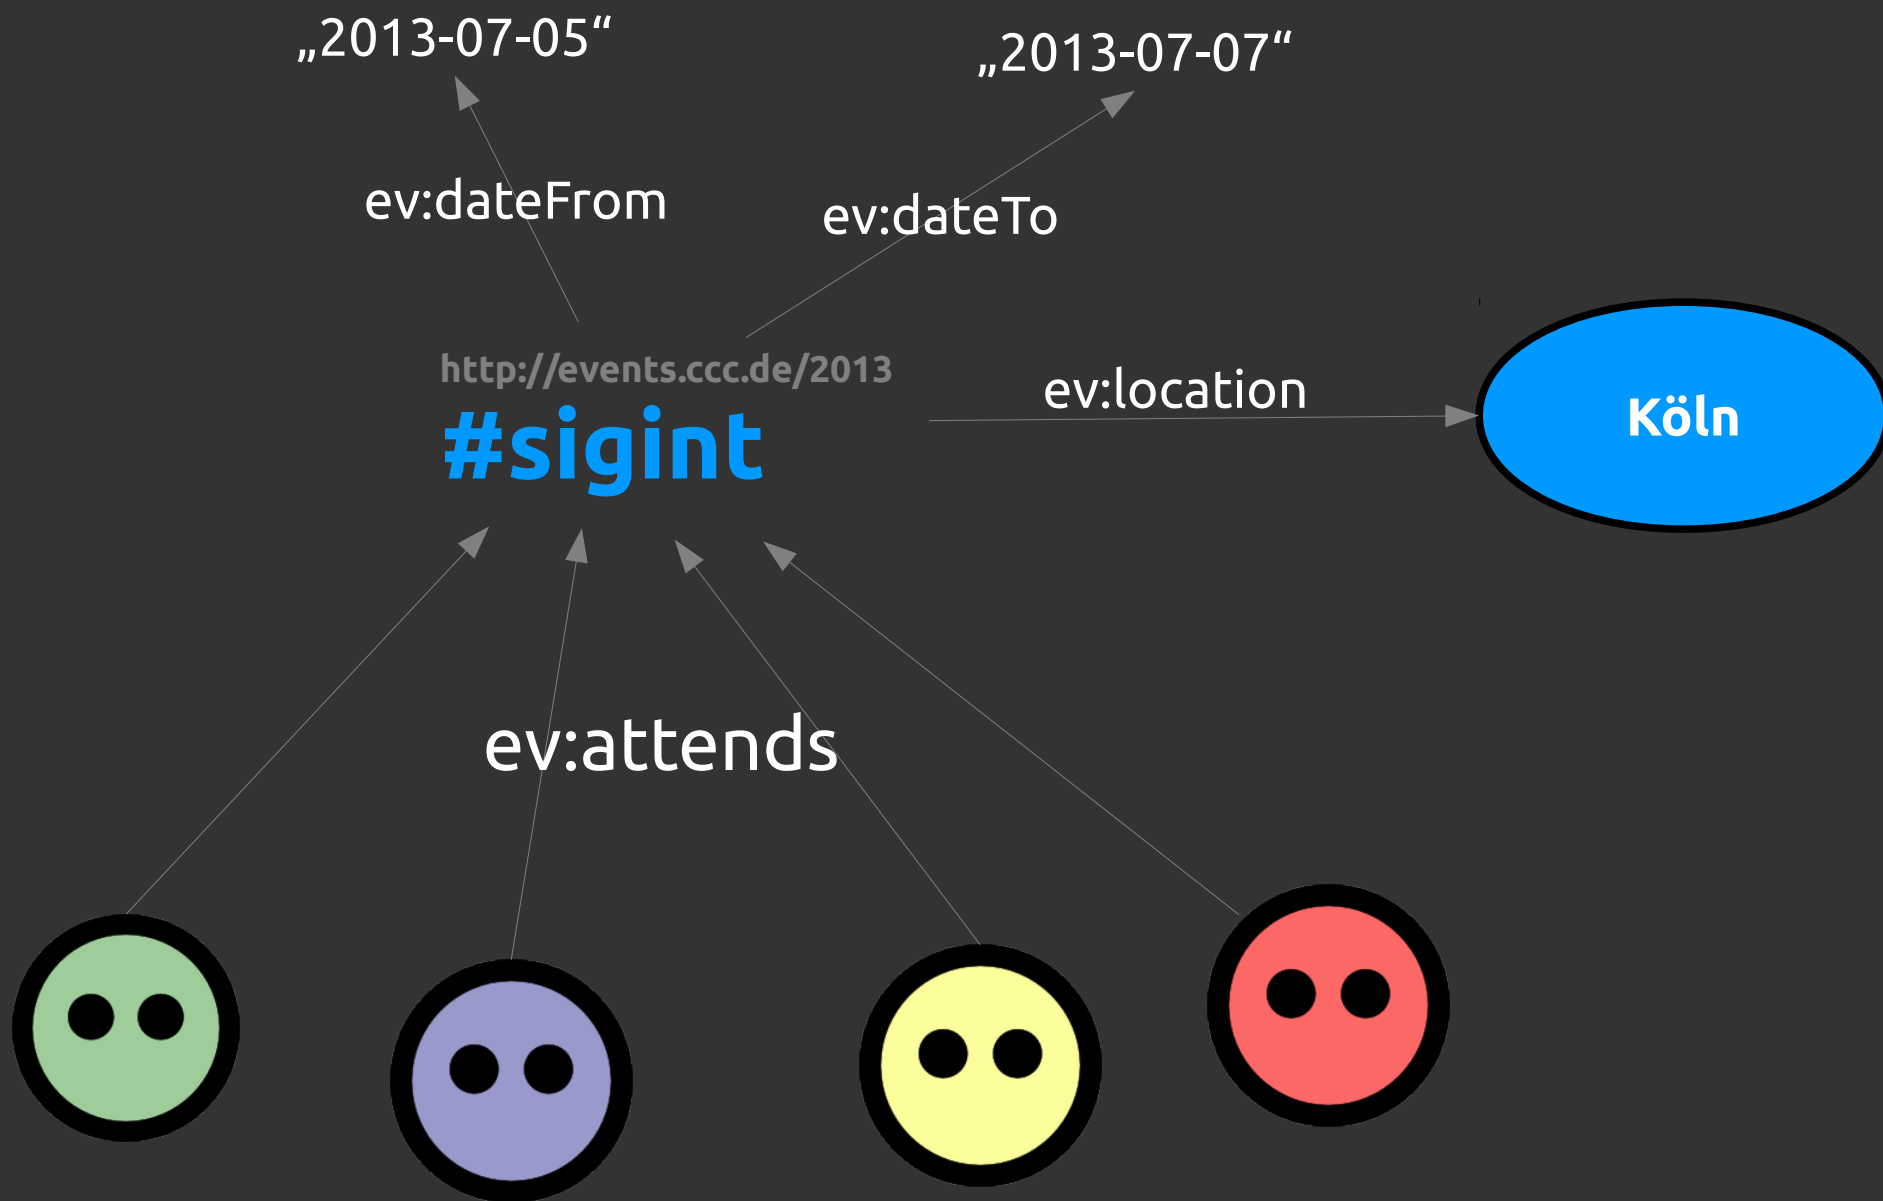 „2013-07-05“
„2013-07-07“
ev:dateFrom
ev:dateTo
http://events.ccc.de/2013
#sigint
ev:location
Köln
ev:attends